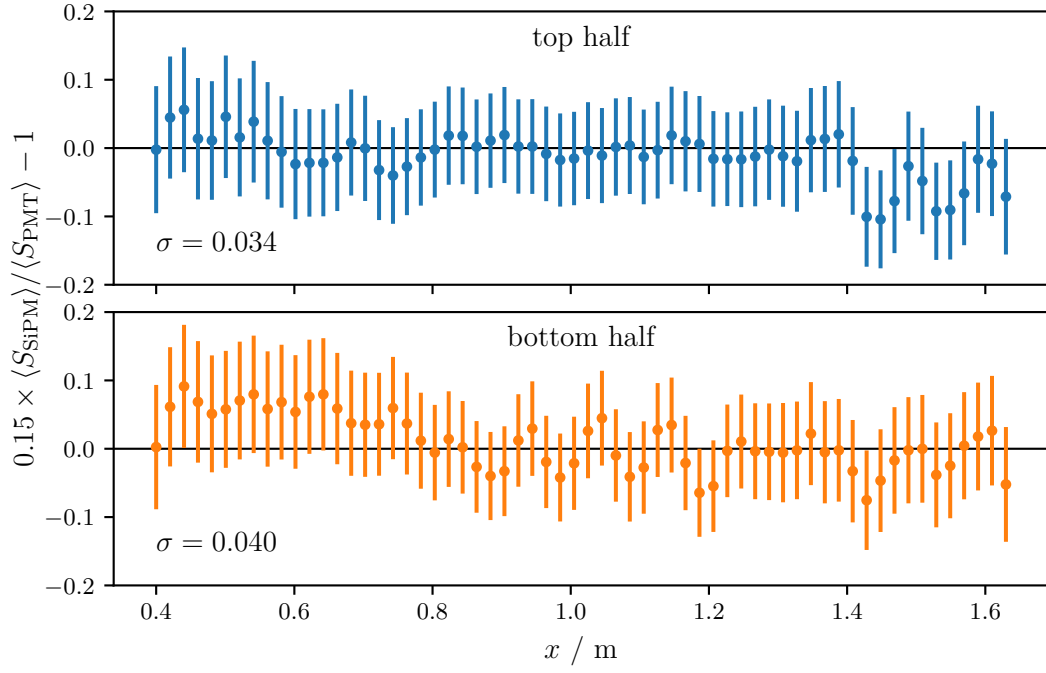 0.15 × ⟨S_SiPM⟩/⟨S_PMT⟩ − 1
0.2
0.1
0.0
−0.1
−0.2
top half
σ = 0.034
0.2
0.1
0.0
−0.1
−0.2
bottom half
σ = 0.040
0.4 0.6 0.8 1.0 1.2 1.4 1.6
x / m